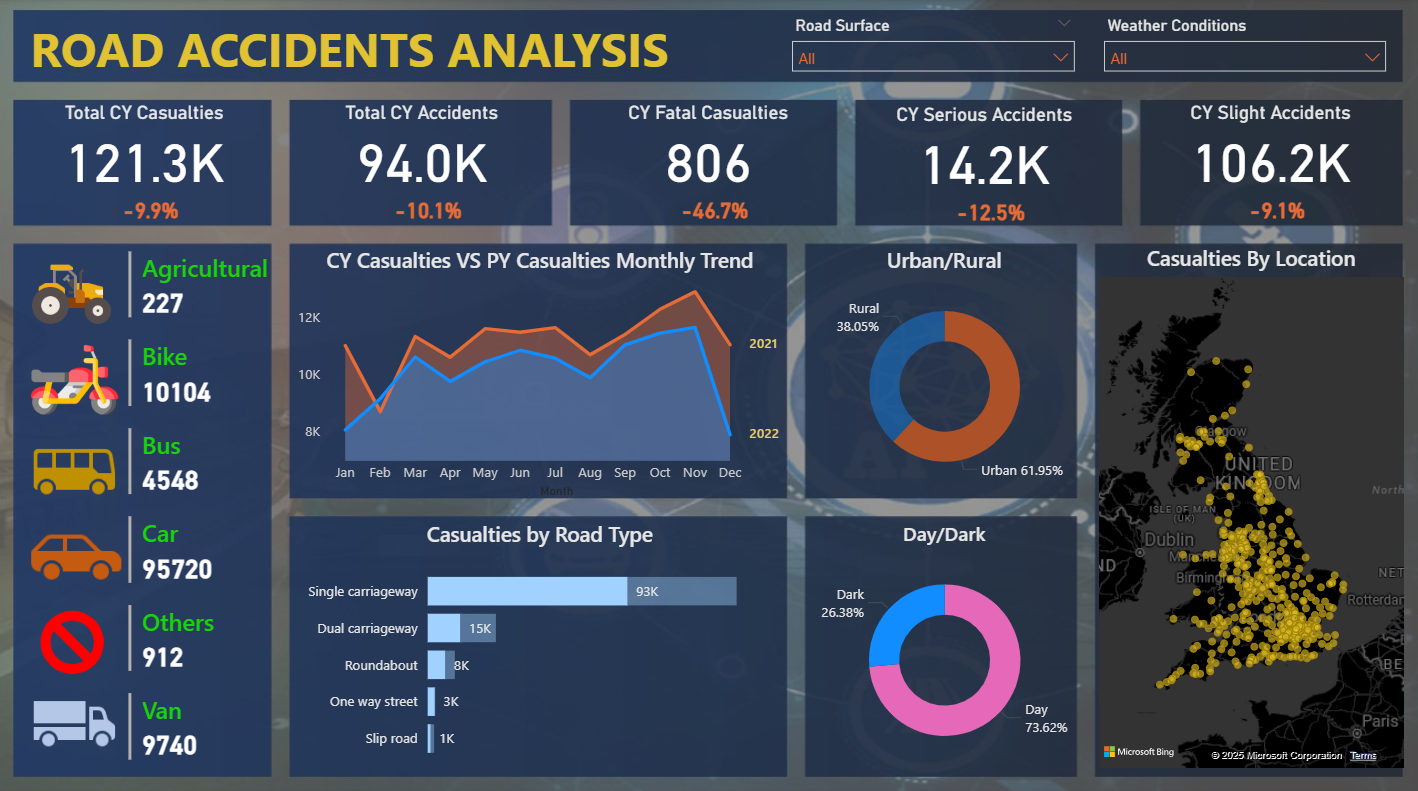 ROAD ACCIDENTS ANALYSIS
Road Surface
All
Weather Conditions
All
Total CY Casualties
121.3K
-9.9%
Total CY Accidents
94.0K
-10.1%
CY Fatal Casualties
806
-46.7%
CY Serious Accidents
14.2K
-12.5%
CY Slight Accidents
106.2K
-9.1%
Agricultural
227
Bike
10104
Bus
4548
Car
95720
Others
912
Van
9740
CY Casualties VS PY Casualties Monthly Trend
12K
10K
8K
2021
2022
Jan Feb Mar Apr May Jun Jul Aug Sep Oct Nov Dec
Month
Urban/Rural
Rural
38.05%
Urban 61.95%
Casualties by Road Type
Single carriageway 93K
Dual carriageway 15K
Roundabout 8K
One way street 3K
Slip road 1K
Day/Dark
Dark
26.38%
Day
73.62%
Casualties By Location
Glasgow
UNITED
KINGDOM
North
ISLE OF MAN
(UK)
Dublin
ND
NET
Rotterdar
BE
Paris
Microsoft Bing
© 2025 Microsoft Corporation Terms